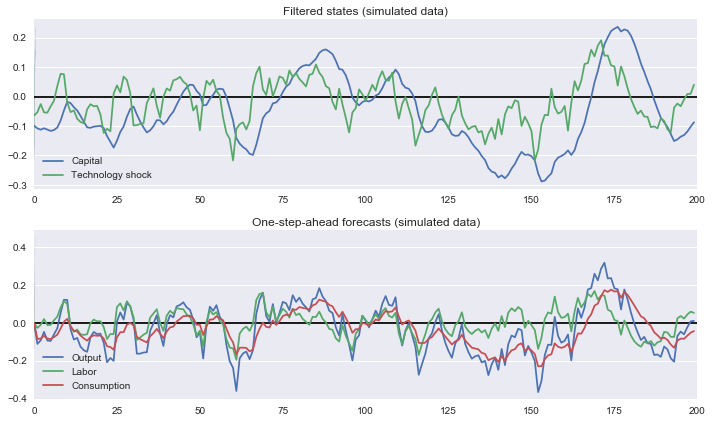 Filtered states (simulated data)
0.2
0.1
0.0
−0.1
−0.2
−0.3
Capital
Technology shock
0 25 50 75 100 125 150 175 200
One-step-ahead forecasts (simulated data)
0.4
0.2
0.0
−0.2
−0.4
Output
Labor
Consumption
0 25 50 75 100 125 150 175 200